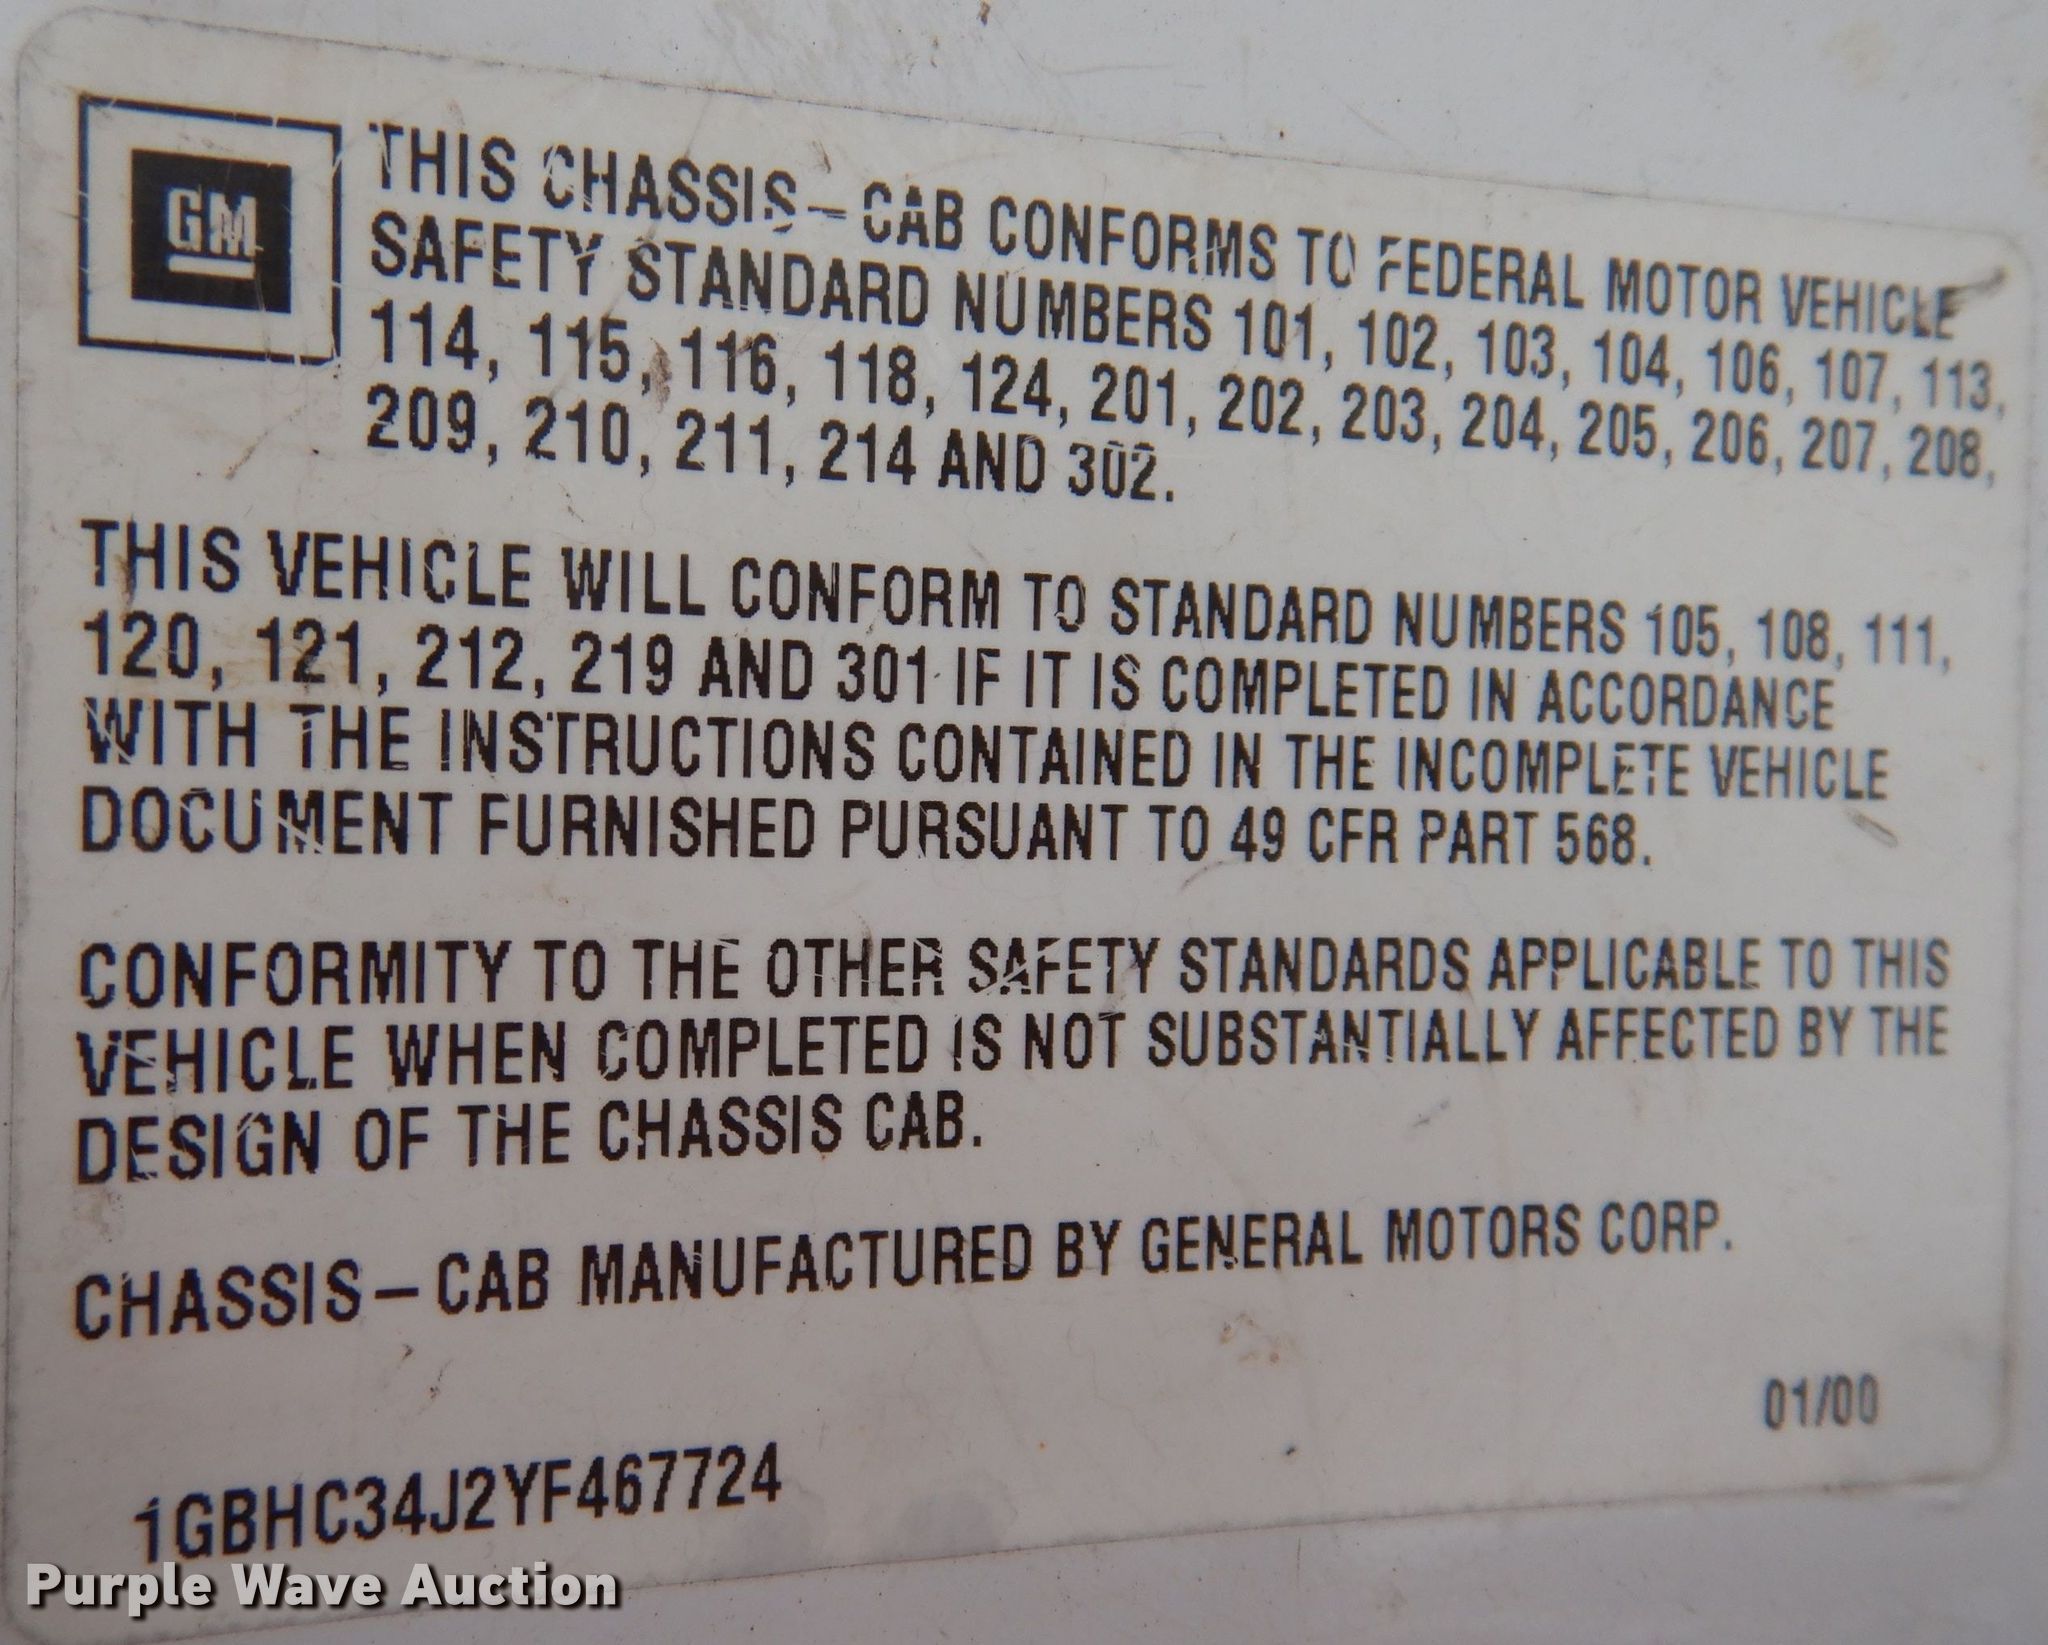 GM
THIS CHASSIS-CAB CONFORMS TO FEDERAL MOTOR VEHICLE
SAFETY STANDARD NUMBERS 101, 102, 103, 104, 106, 107, 113,
114, 115, 116, 118, 124, 201, 202, 203, 204, 205, 206, 207, 208,
209, 210, 211, 214 AND 302.
THIS VEHICLE WILL CONFORM TO STANDARD NUMBERS 105, 108, 111,
120, 121, 212, 219 AND 301 IF IT IS COMPLETED IN ACCORDANCE
WITH THE INSTRUCTIONS CONTAINED IN THE INCOMPLETE VEHICLE
DOCUMENT FURNISHED PURSUANT TO 49 CFR PART 568.
CONFORMITY TO THE OTHER SAFETY STANDARDS APPLICABLE TO THIS
VEHICLE WHEN COMPLETED IS NOT SUBSTANTIALLY AFFECTED BY THE
DESIGN OF THE CHASSIS CAB.
CHASSIS-CAB MANUFACTURED BY GENERAL MOTORS CORP.
01/00
1GBHC34J2YF467724
Purple Wave Auction